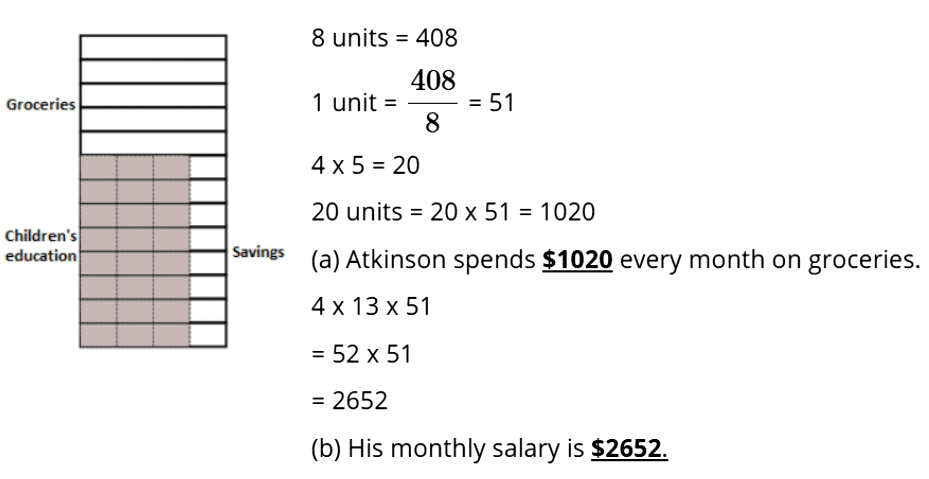 Groceries
Children's
education
Savings
8 units = 408
1 unit = 408/8 = 51
4 x 5 = 20
20 units = 20 x 51 = 1020
(a) Atkinson spends $1020 every month on groceries.
4 x 13 x 51
= 52 x 51
= 2652
(b) His monthly salary is $2652.